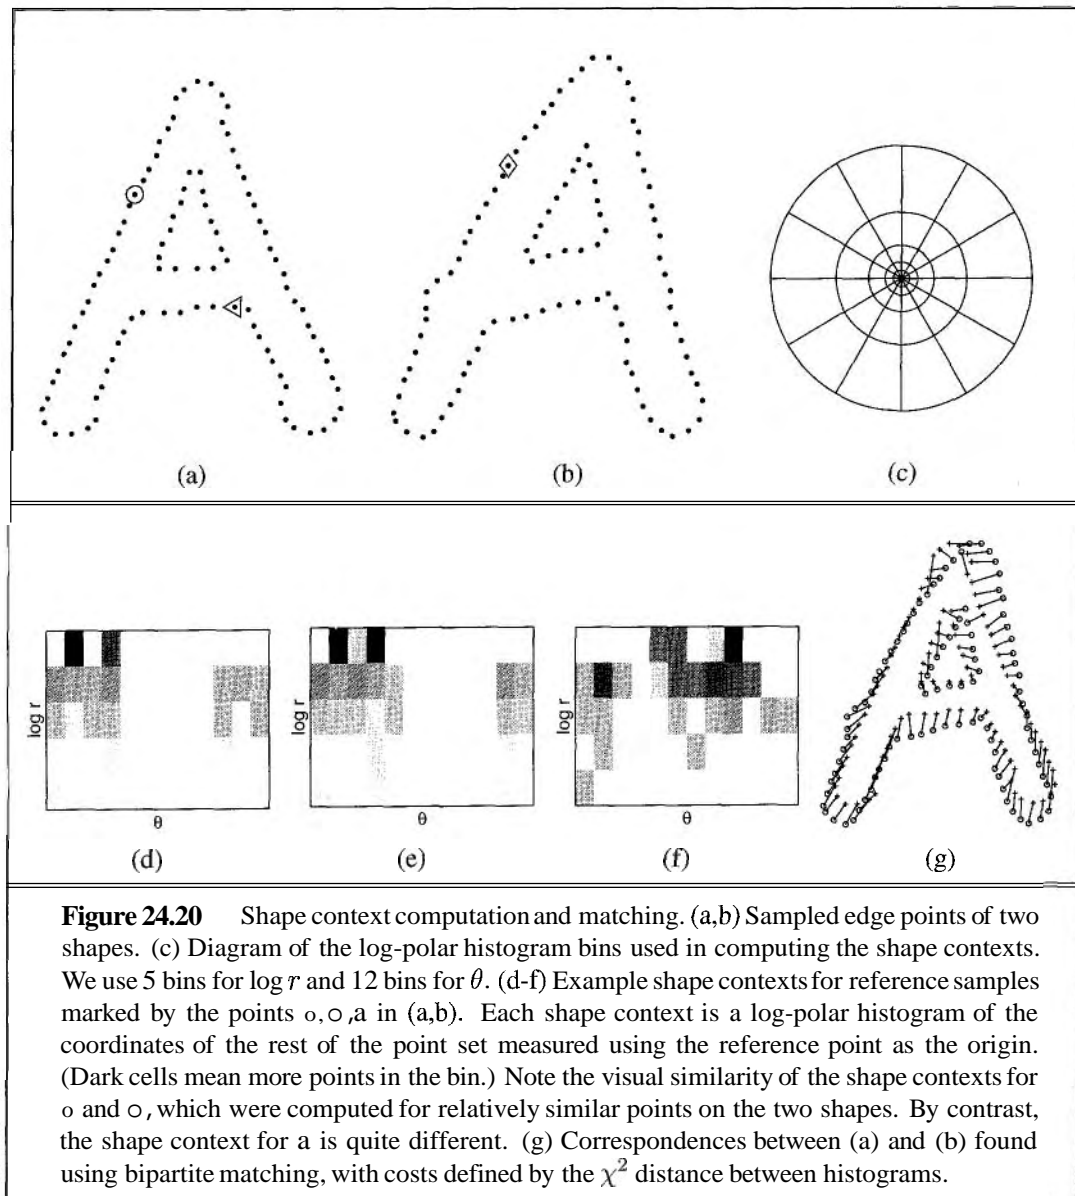 (a)
(b)
(c)
log r
θ
(d)
log r
θ
(e)
log r
θ
(f)
(g)
Figure 24.20 Shape context computation and matching. (a,b) Sampled edge points of two
shapes. (c) Diagram of the log-polar histogram bins used in computing the shape contexts.
We use 5 bins for log r and 12 bins for θ. (d-f) Example shape contexts for reference samples
marked by the points o, O ,a in (a,b). Each shape context is a log-polar histogram of the
coordinates of the rest of the point set measured using the reference point as the origin.
(Dark cells mean more points in the bin.) Note the visual similarity of the shape contexts for
o and O, which were computed for relatively similar points on the two shapes. By contrast,
the shape context for a is quite different. (g) Correspondences between (a) and (b) found
using bipartite matching, with costs defined by the χ² distance between histograms.